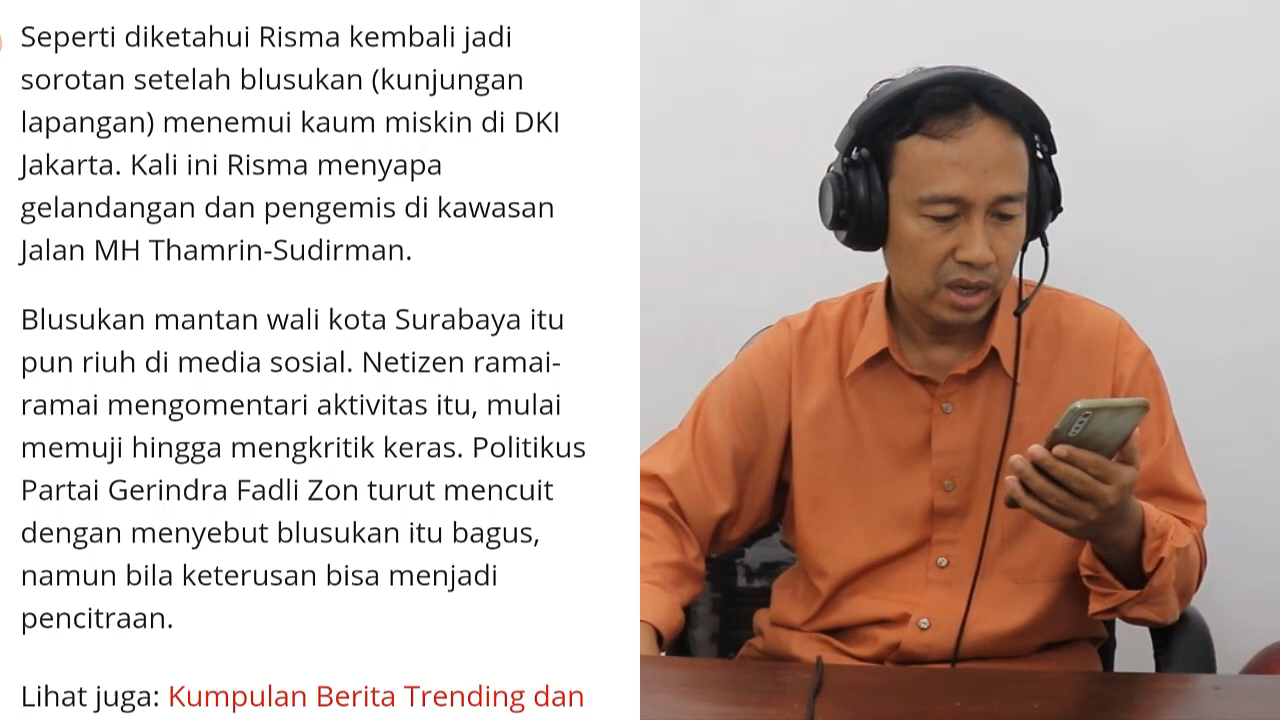 Seperti diketahui Risma kembali jadi
sorotan setelah blusukan (kunjungan
lapangan) menemui kaum miskin di DKI
Jakarta. Kali ini Risma menyapa
gelandangan dan pengemis di kawasan
Jalan MH Thamrin-Sudirman.
Blusukan mantan wali kota Surabaya itu
pun riuh di media sosial. Netizen ramai-
ramai mengomentari aktivitas itu, mulai
memuji hingga mengkritik keras. Politikus
Partai Gerindra Fadli Zon turut mencuit
dengan menyebut blusukan itu bagus,
namun bila keterusan bisa menjadi
pencitraan.
Lihat juga: Kumpulan Berita Trending dan